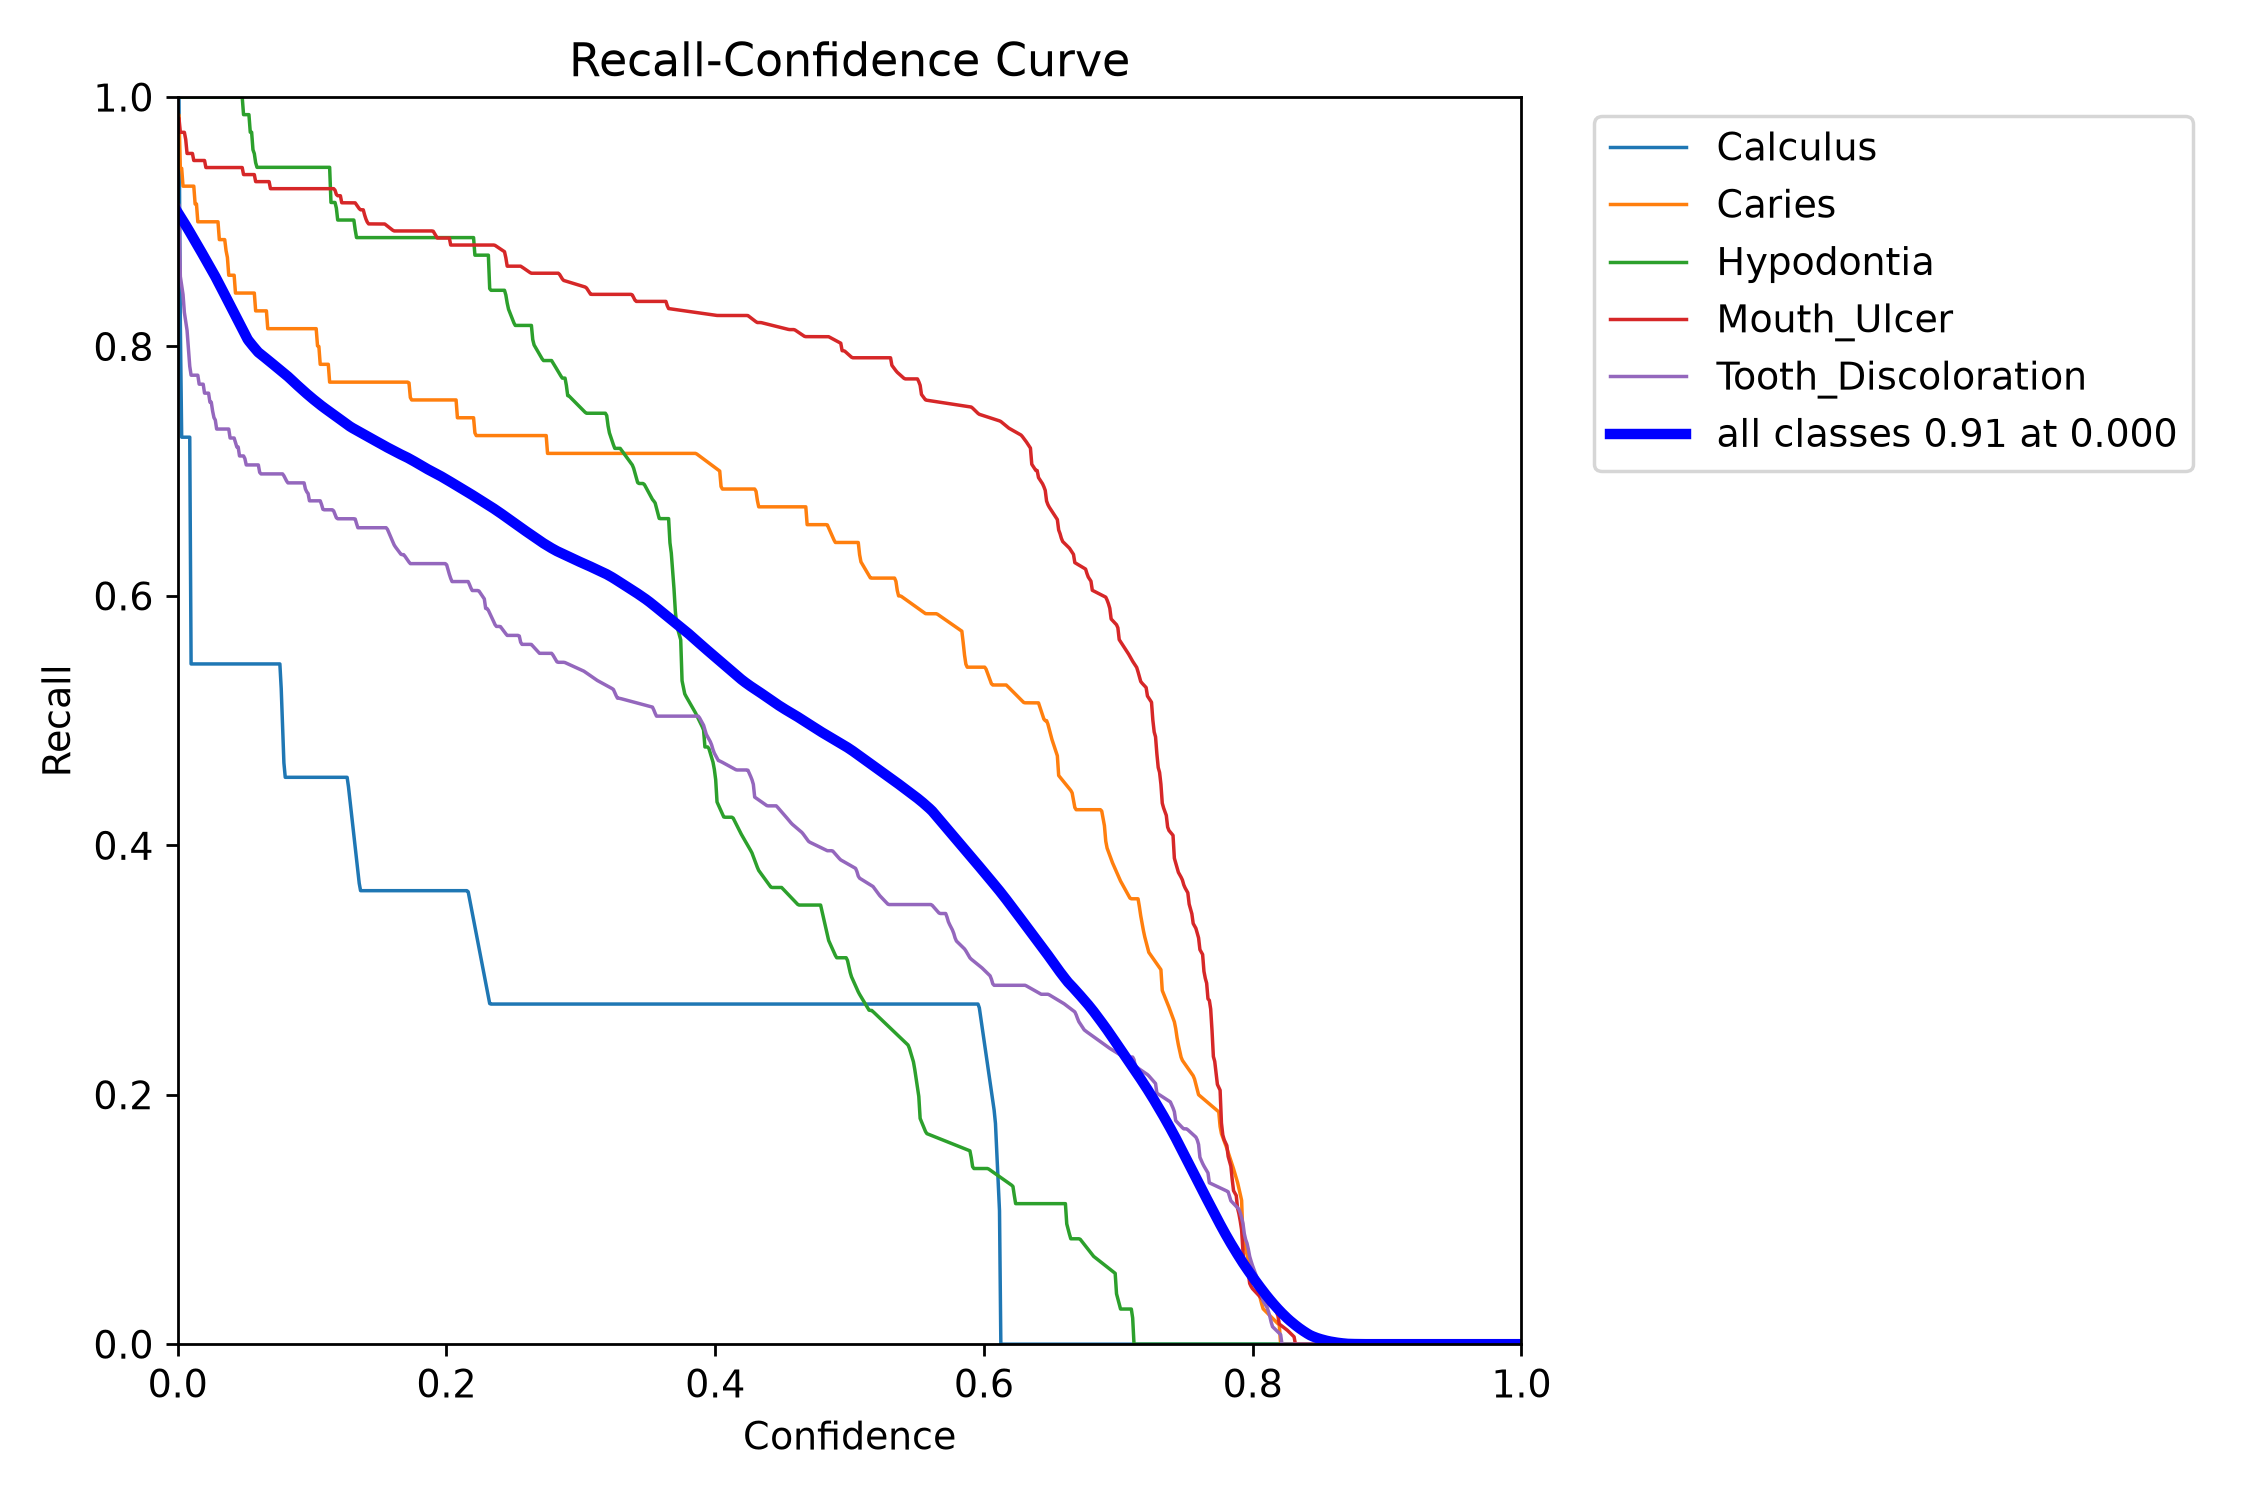 Recall-Confidence Curve
1.0
0.8
0.6
0.4
0.2
0.0
Recall
0.0 0.2 0.4 0.6 0.8 1.0
Confidence
Calculus
Caries
Hypodontia
Mouth_Ulcer
Tooth_Discoloration
all classes 0.91 at 0.000